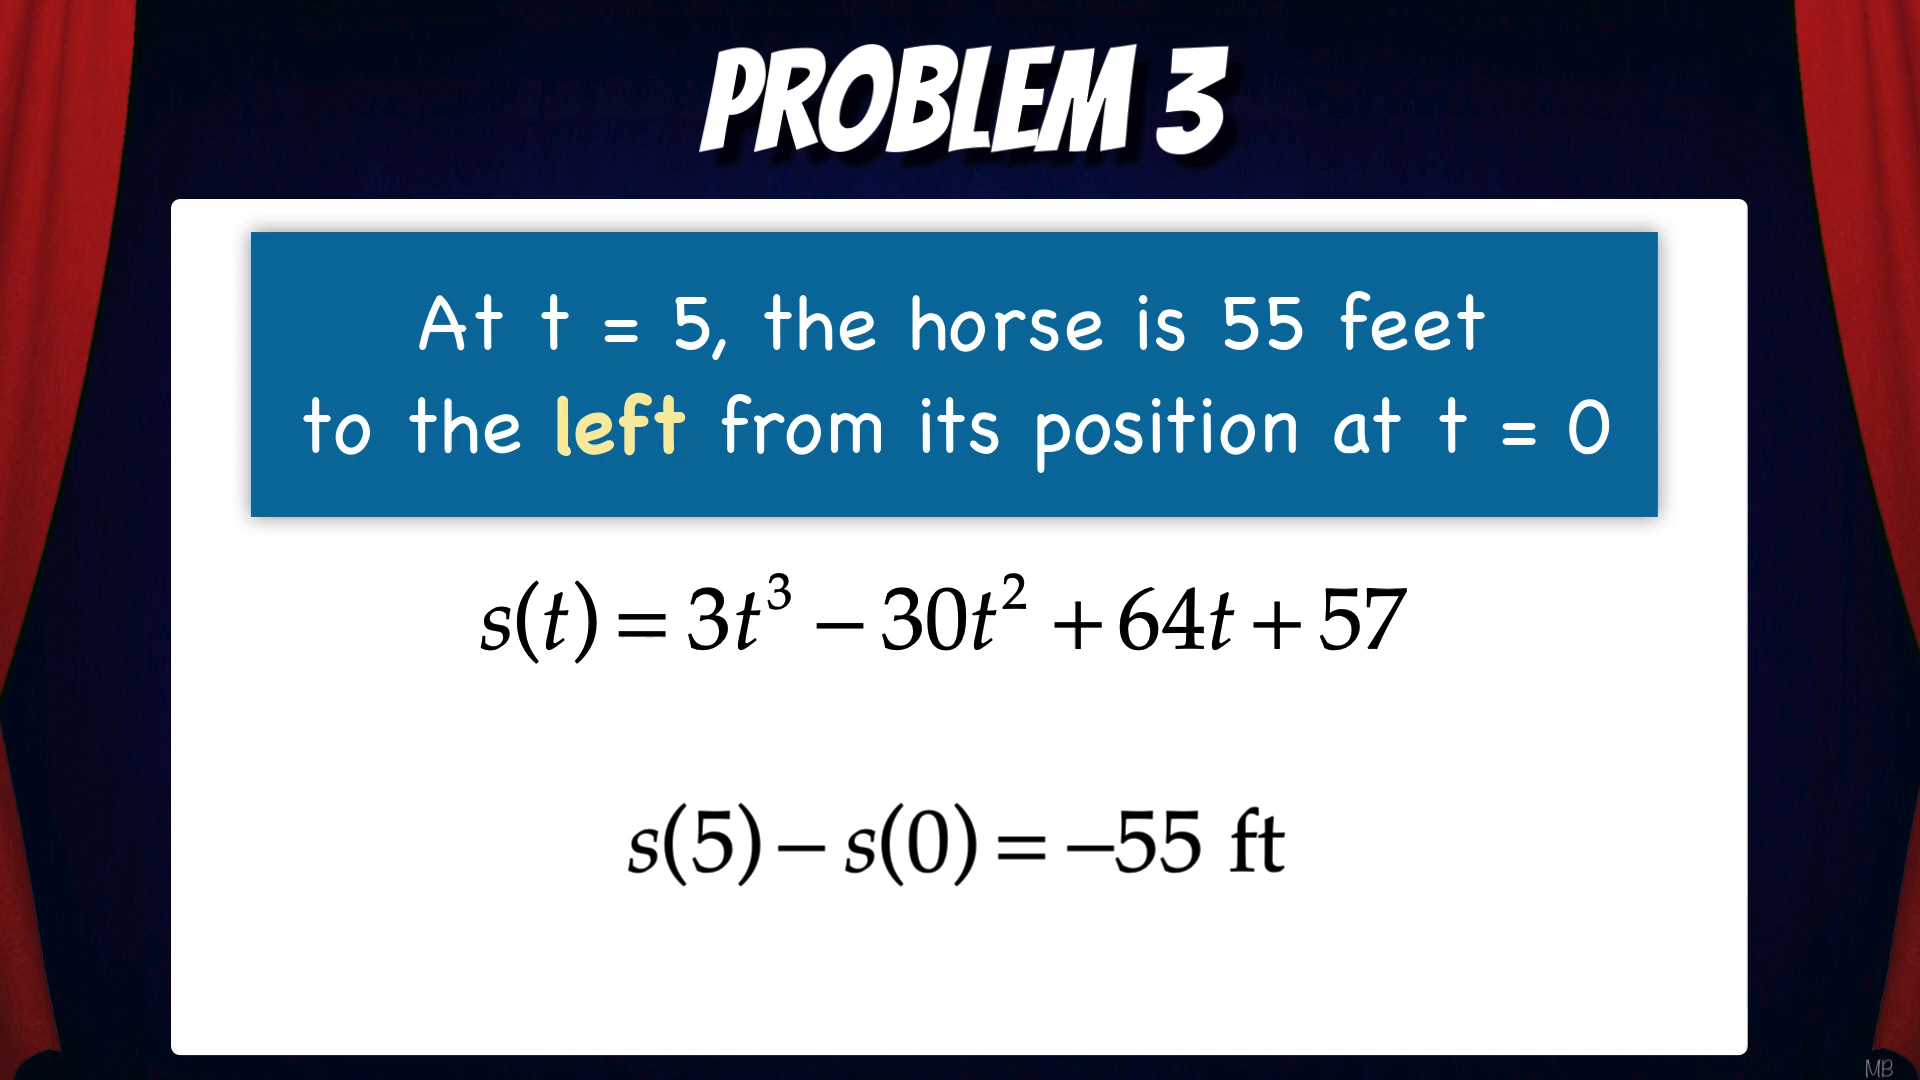 PROBLEM 3
At t = 5, the horse is 55 feet
to the left from its position at t = 0
s(t) = 3t³ − 30t² + 64t + 57
s(5) − s(0) = −55 ft
MB